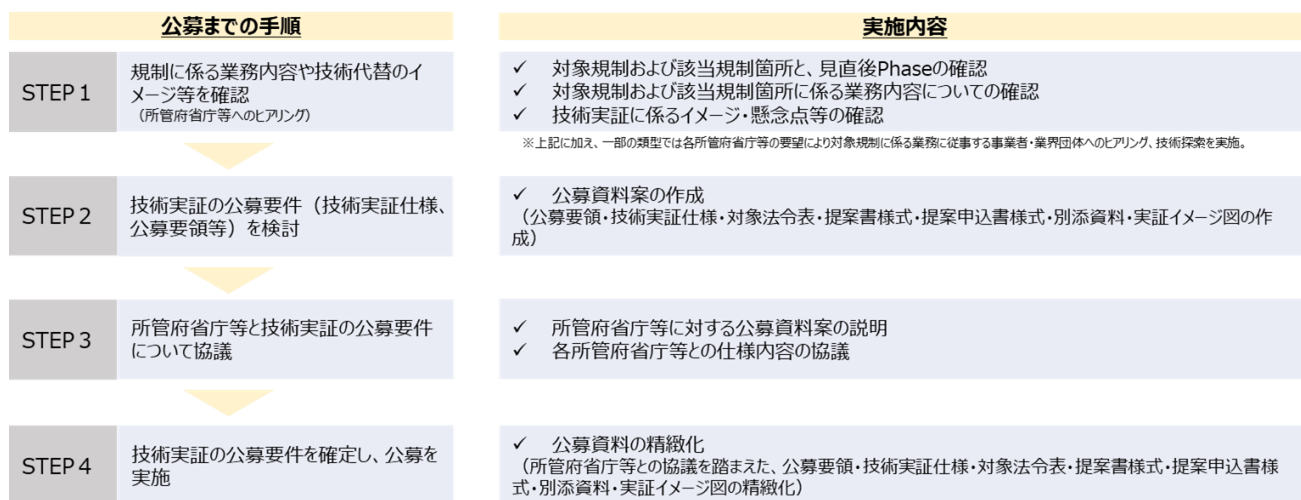 公募までの手順
実施内容
STEP 1
規制に係る業務内容や技術代替のイ
メージ等を確認
（所管府省庁等へのヒアリング）
✓ 対象規制および該当規制箇所と、見直後Phaseの確認
✓ 対象規制および該当規制箇所に係る業務内容についての確認
✓ 技術実証に係るイメージ・懸念点等の確認
※上記に加え、一部の類型では各所管府省庁等の要望により対象規制に係る業務に従事する事業者・業界団体へのヒアリング、技術探索を実施。
STEP 2
技術実証の公募要件（技術実証仕様、
公募要領等）を検討
✓ 公募資料案の作成
（公募要領・技術実証仕様・対象法令表・提案書様式・提案申込書様式・別添資料・実証イメージ図の作
成）
STEP 3
所管府省庁等と技術実証の公募要件
について協議
✓ 所管府省庁等に対する公募資料案の説明
✓ 各所管府省庁等との仕様内容の協議
STEP 4
技術実証の公募要件を確定し、公募を
実施
✓ 公募資料の精緻化
（所管府省庁等との協議を踏まえた、公募要領・技術実証仕様・対象法令表・提案書様式・提案申込書様
式・別添資料・実証イメージ図の精緻化）